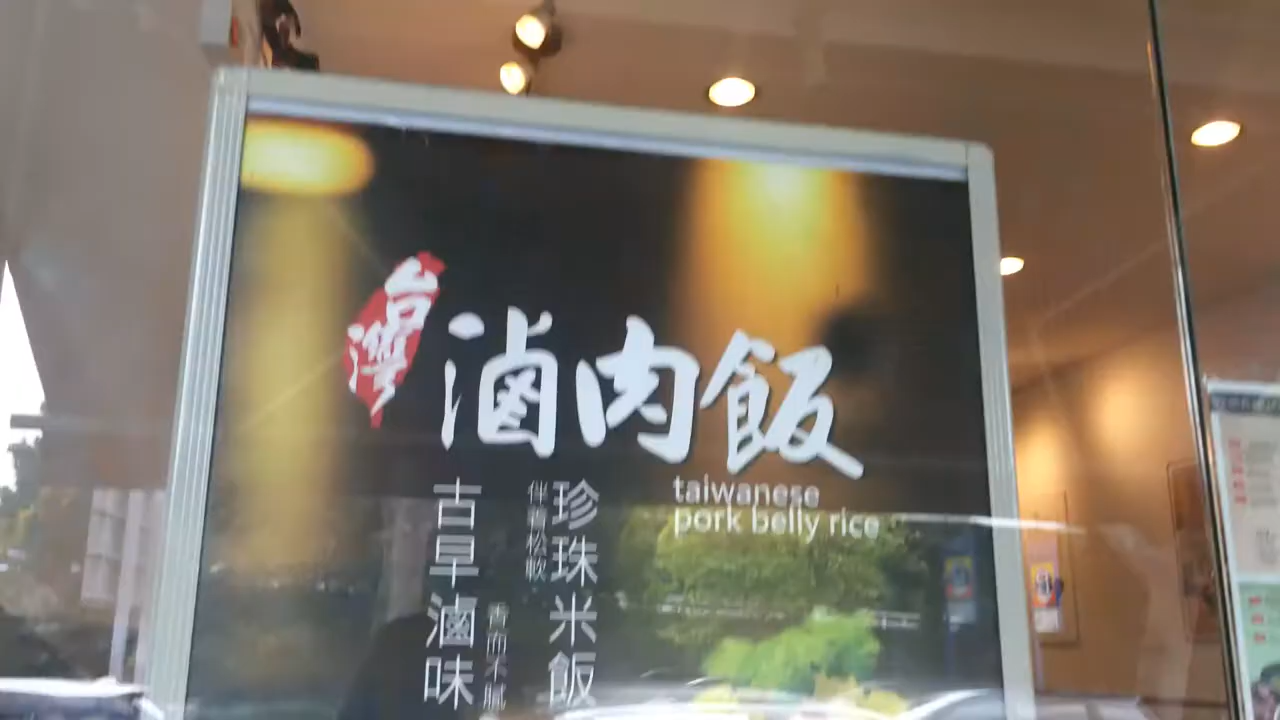 台灣
滷肉飯
taiwanese
pork belly rice
珍珠米飯
伴著松軟
香而不膩
古早滷味